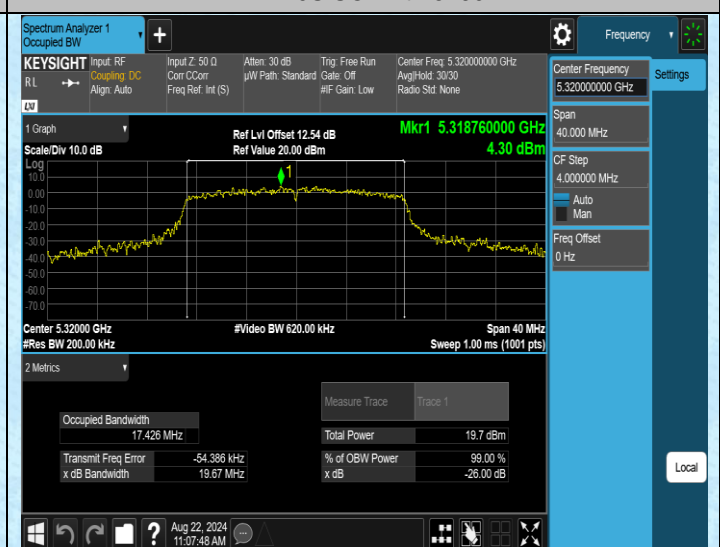 Spectrum Analyzer 1
Occupied BW
Frequency
KEYSIGHT
R L
LXI
Input: RF
Coupling: DC
Align: Auto
Input Z: 50 Ω
Corr CCorr
Freq Ref: Int (S)
Atten: 30 dB
µW Path: Standard
Trig: Free Run
Gate: Off
#IF Gain: Low
Center Freq: 5.320000000 GHz
Avg|Hold: 30/30
Radio Std: None
Center Frequency
5.320000000 GHz
Settings
Span
40.000 MHz
CF Step
4.000000 MHz
Auto
Man
Freq Offset
0 Hz
1 Graph
Scale/Div 10.0 dB
Ref Lvl Offset 12.54 dB
Ref Value 20.00 dBm
Mkr1 5.318760000 GHz
4.30 dBm
Log
10.0
0.00
-10.0
-20.0
-30.0
-40.0
-50.0
-60.0
-70.0
1
Center 5.32000 GHz
#Video BW 620.00 kHz
Span 40 MHz
#Res BW 200.00 kHz
Sweep 1.00 ms (1001 pts)
2 Metrics
Measure Trace
Trace 1
Occupied Bandwidth
17.426 MHz
Total Power
19.7 dBm
Transmit Freq Error
-54.386 kHz
% of OBW Power
99.00 %
x dB Bandwidth
19.67 MHz
x dB
-26.00 dB
Local
?
Aug 22, 2024
11:07:48 AM